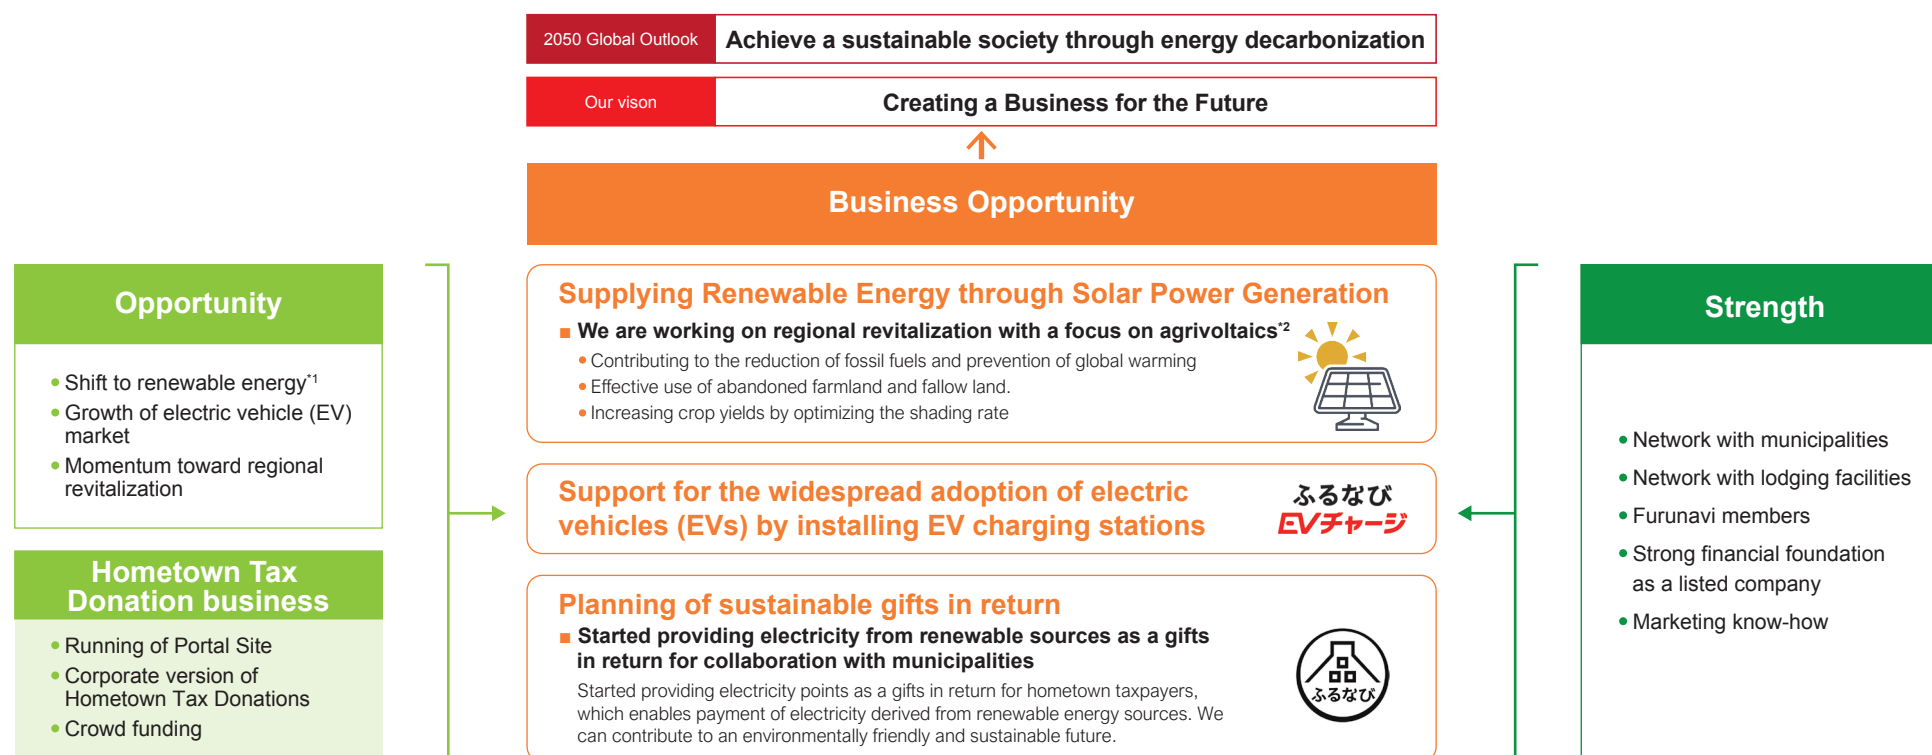 2050 Global Outlook
Achieve a sustainable society through energy decarbonization
Our vison
Creating a Business for the Future
Business Opportunity
Opportunity
• Shift to renewable energy*1
• Growth of electric vehicle (EV)
market
• Momentum toward regional
revitalization
Hometown Tax
Donation business
• Running of Portal Site
• Corporate version of
Hometown Tax Donations
• Crowd funding
Supplying Renewable Energy through Solar Power Generation
■ We are working on regional revitalization with a focus on agrivoltaics*2
• Contributing to the reduction of fossil fuels and prevention of global warming
• Effective use of abandoned farmland and fallow land.
• Increasing crop yields by optimizing the shading rate
Support for the widespread adoption of electric
vehicles (EVs) by installing EV charging stations
ふるなび
EVチャージ
Planning of sustainable gifts in return
■ Started providing electricity from renewable sources as a gifts
in return for collaboration with municipalities
Started providing electricity points as a gifts in return for hometown taxpayers,
which enables payment of electricity derived from renewable energy sources. We
can contribute to an environmentally friendly and sustainable future.
ふるなび
Strength
• Network with municipalities
• Network with lodging facilities
• Furunavi members
• Strong financial foundation
as a listed company
• Marketing know-how